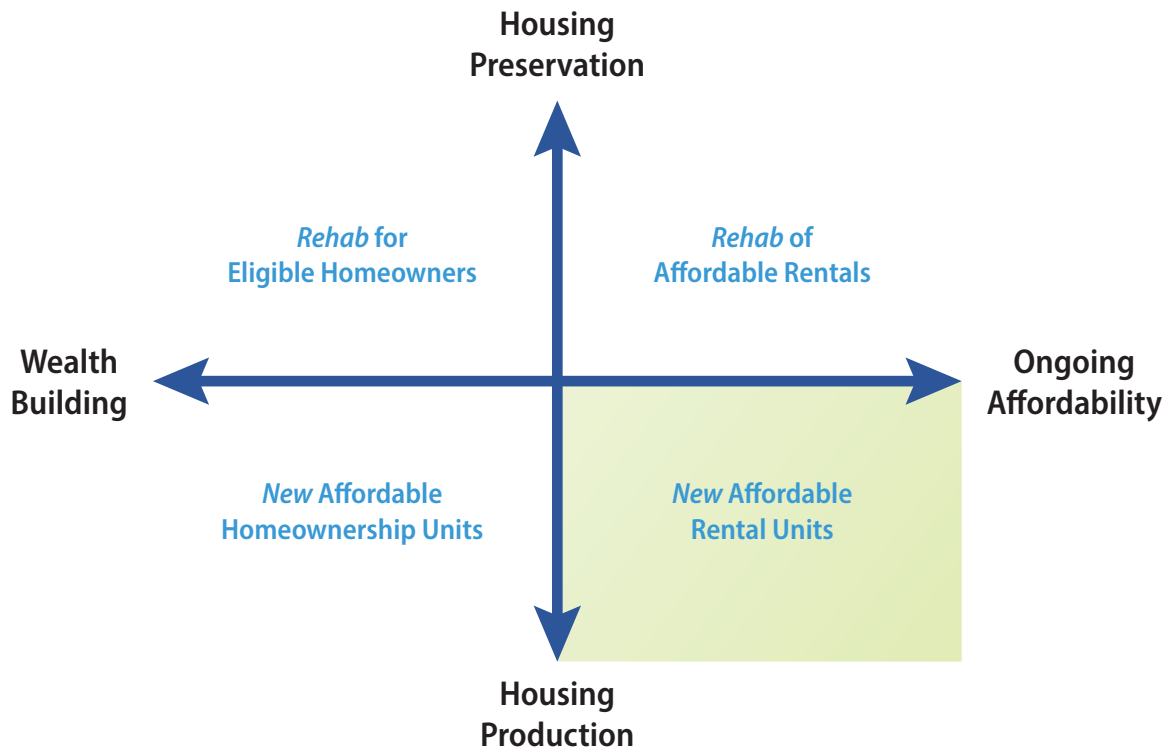 Housing
Preservation
Rehab for
Eligible Homeowners
Rehab of
Affordable Rentals
Wealth
Building
Ongoing
Affordability
New Affordable
Homeownership Units
New Affordable
Rental Units
Housing
Production